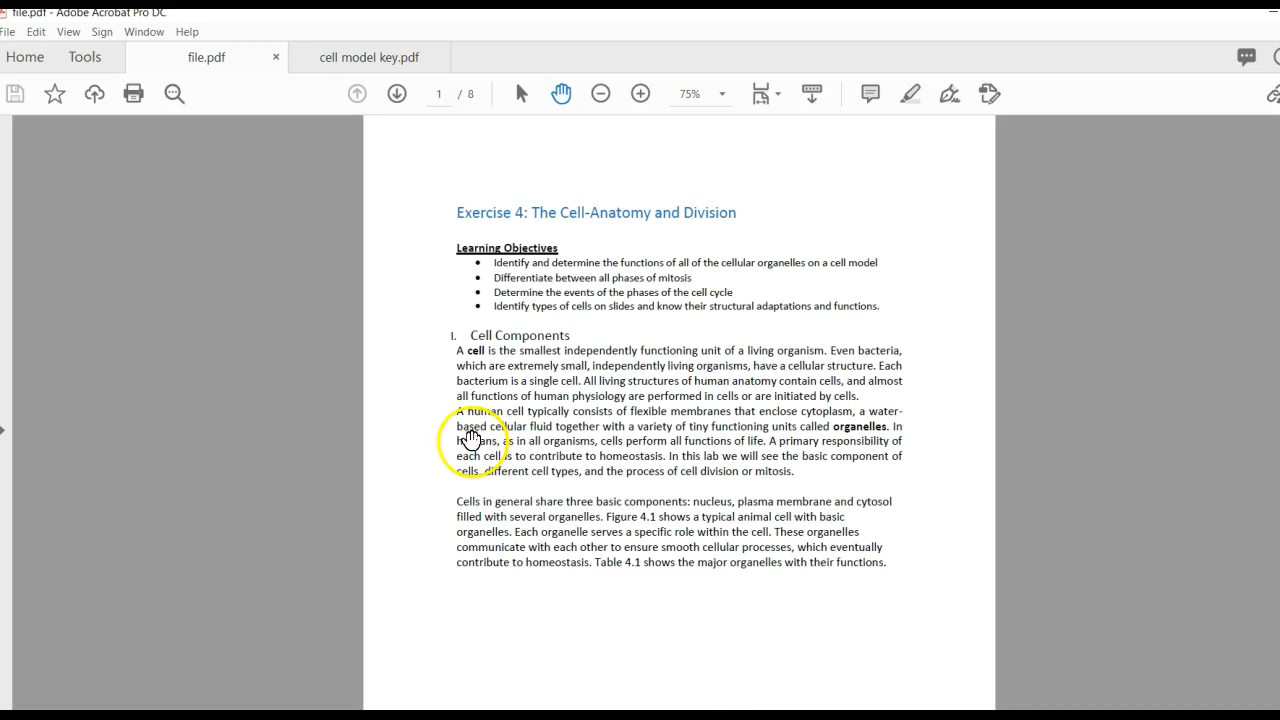 file.pdf - Adobe Acrobat Pro DC
File Edit View Sign Window Help
Home Tools file.pdf × cell model key.pdf
1 / 8 75%
Exercise 4: The Cell-Anatomy and Division
Learning Objectives
• Identify and determine the functions of all of the cellular organelles on a cell model
• Differentiate between all phases of mitosis
• Determine the events of the phases of the cell cycle
• Identify types of cells on slides and know their structural adaptations and functions.
I. Cell Components
A cell is the smallest independently functioning unit of a living organism. Even bacteria,
which are extremely small, independently living organisms, have a cellular structure. Each
bacterium is a single cell. All living structures of human anatomy contain cells, and almost
all functions of human physiology are performed in cells or are initiated by cells.
A human cell typically consists of flexible membranes that enclose cytoplasm, a water-
based cellular fluid together with a variety of tiny functioning units called organelles. In
humans, as in all organisms, cells perform all functions of life. A primary responsibility of
each cell is to contribute to homeostasis. In this lab we will see the basic component of
cells, different cell types, and the process of cell division or mitosis.
Cells in general share three basic components: nucleus, plasma membrane and cytosol
filled with several organelles. Figure 4.1 shows a typical animal cell with basic
organelles. Each organelle serves a specific role within the cell. These organelles
communicate with each other to ensure smooth cellular processes, which eventually
contribute to homeostasis. Table 4.1 shows the major organelles with their functions.